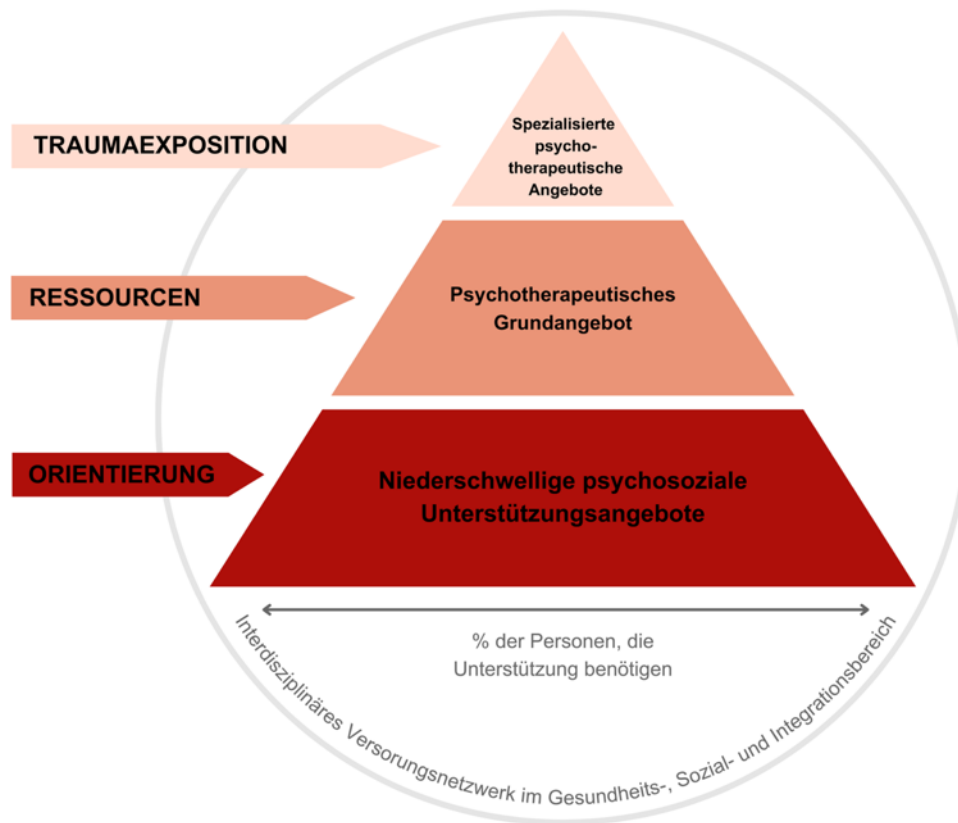 TRAUMAEXPOSITION
Spezialisierte
psycho-
therapeutische
Angebote
RESSOURCEN
Psychotherapeutisches
Grundangebot
ORIENTIERUNG
Niederschwellige psychosoziale
Unterstützungsangebote
% der Personen, die
Unterstützung benötigen
Interdisziplinäres Versorungsnetzwerk im Gesundheits-, Sozial- und Integrationsbereich